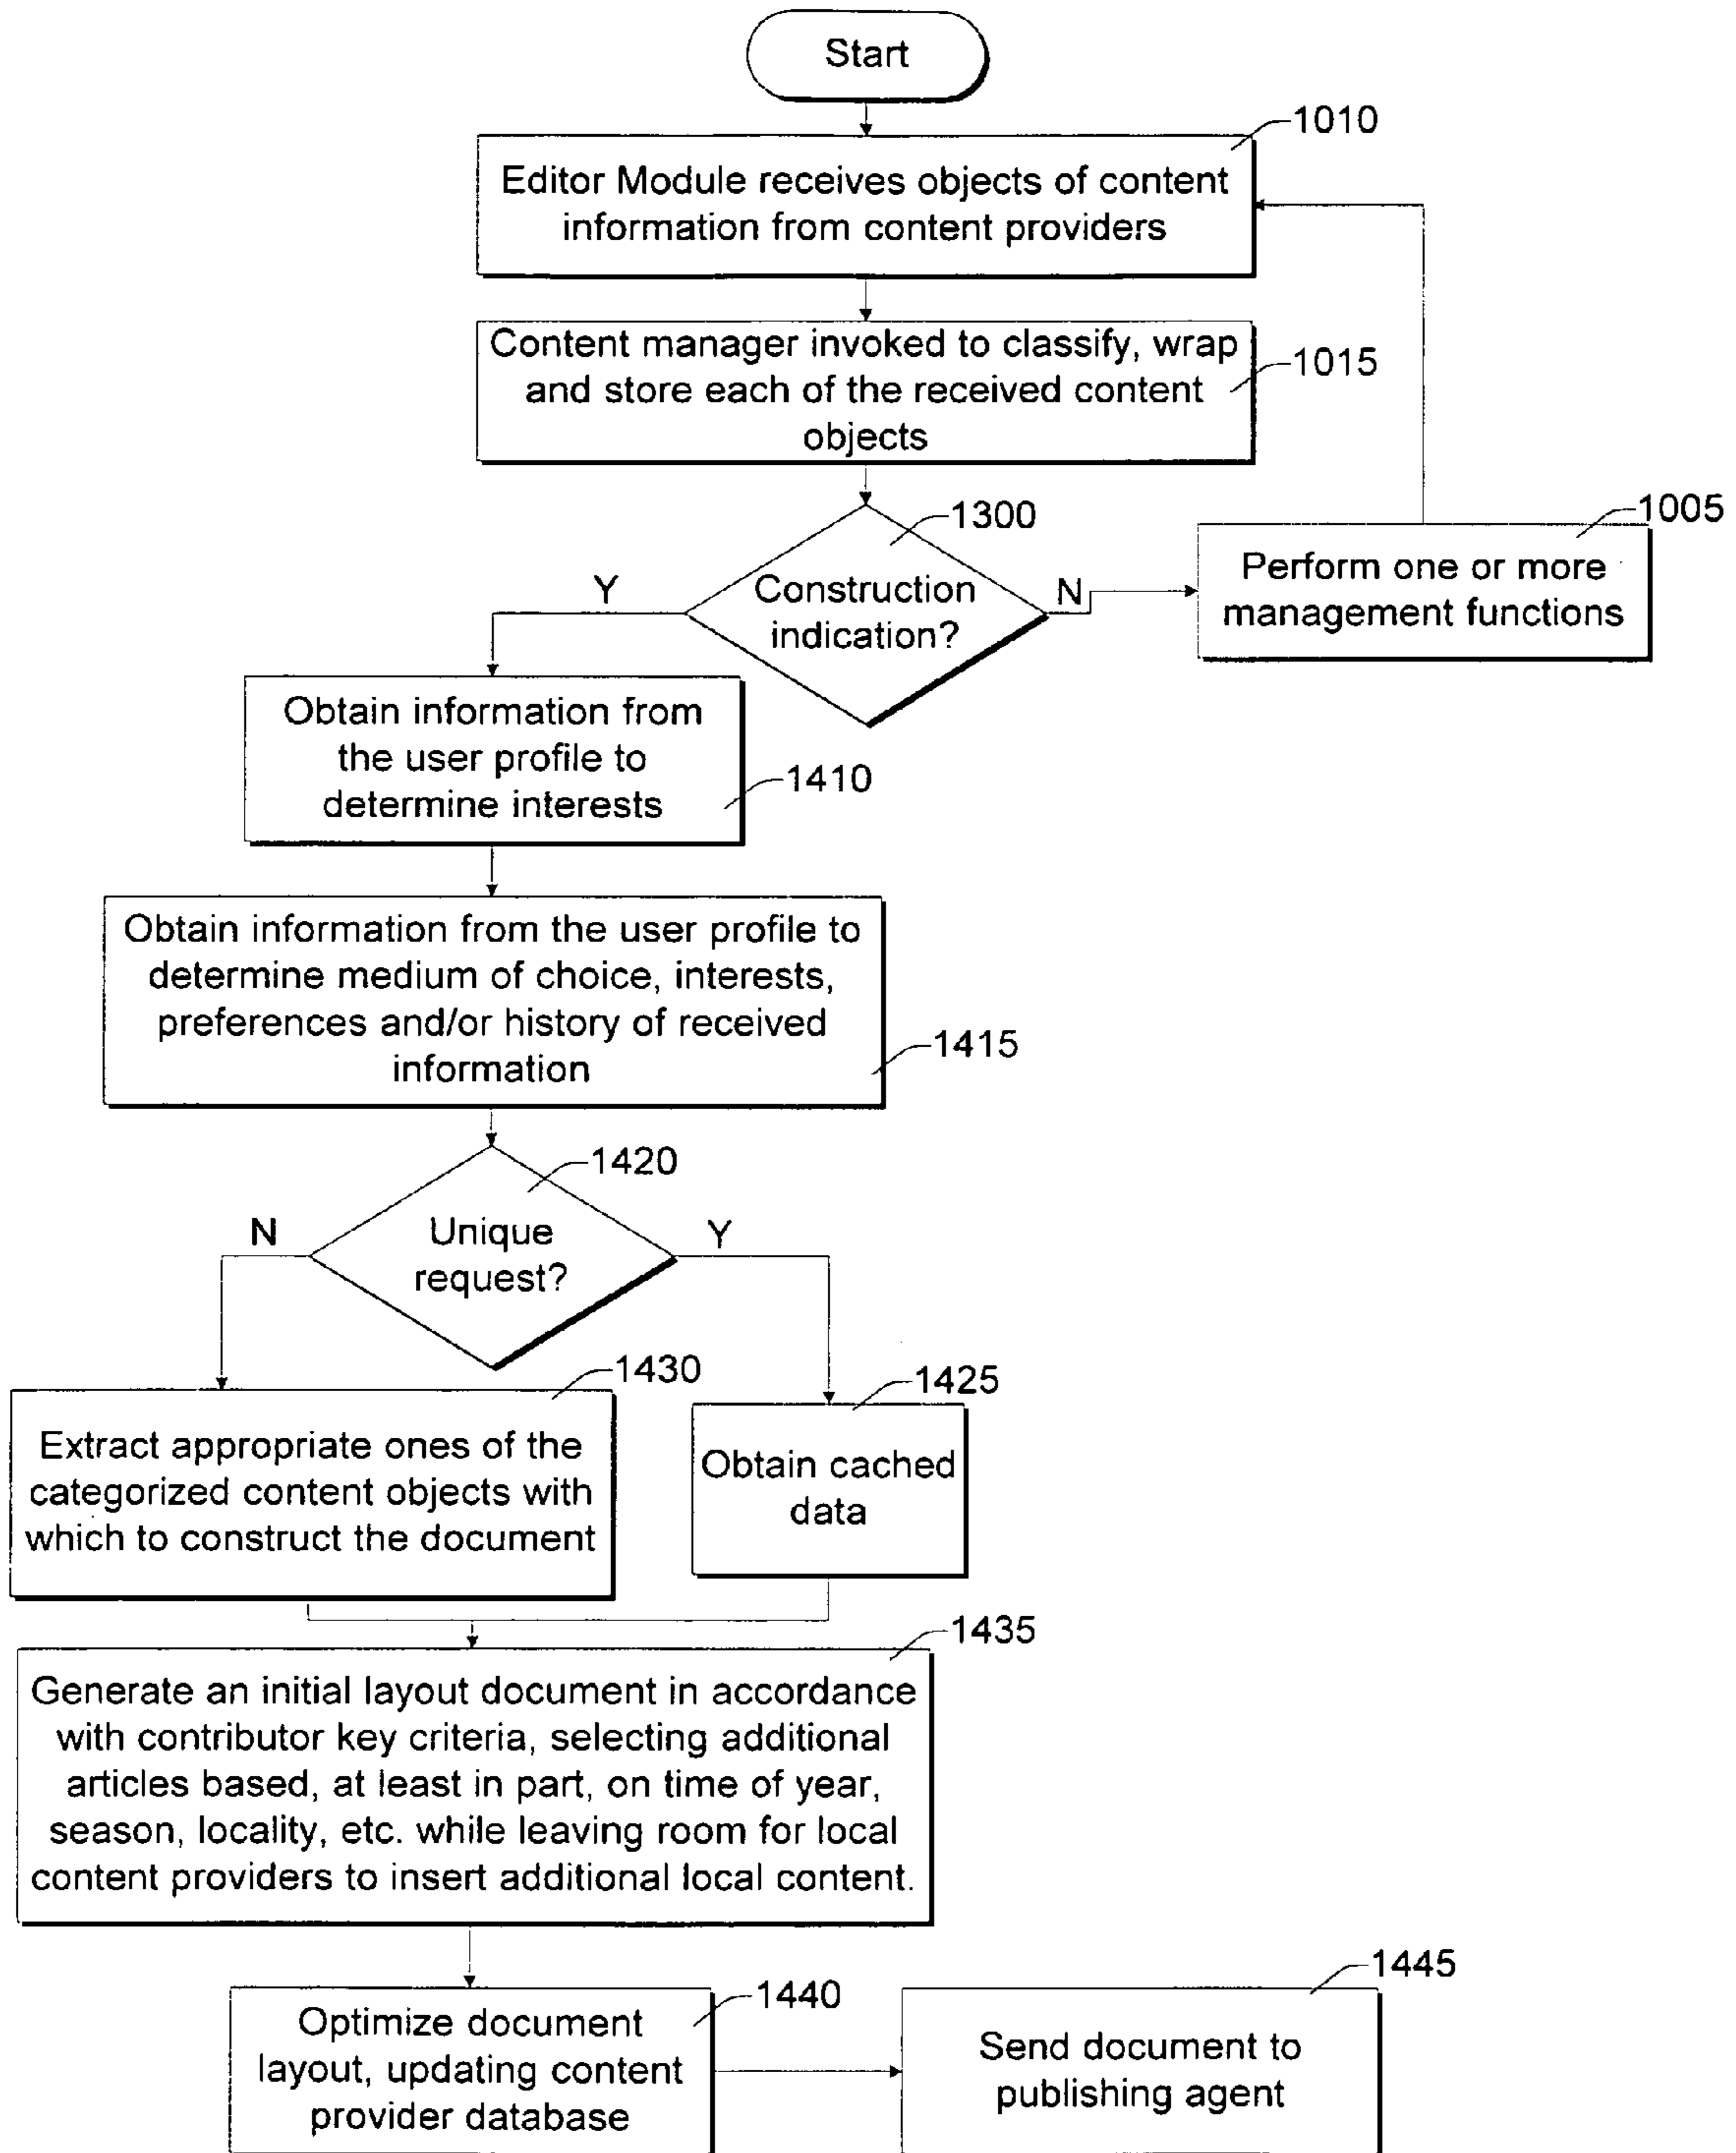 Start
1010
Editor Module receives objects of content
information from content providers
Content manager invoked to classify, wrap
and store each of the received content
objects
1015
1300
Construction
indication?
Y
N
1005
Perform one or more
management functions
Obtain information from
the user profile to
determine interests
1410
Obtain information from the user profile to
determine medium of choice, interests,
preferences and/or history of received
information
1415
1420
Unique
request?
N
Y
1430
Extract appropriate ones of the
categorized content objects with
which to construct the document
1425
Obtain cached
data
1435
Generate an initial layout document in accordance
with contributor key criteria, selecting additional
articles based, at least in part, on time of year,
season, locality, etc. while leaving room for local
content providers to insert additional local content.
1440
Optimize document
layout, updating content
provider database
1445
Send document to
publishing agent